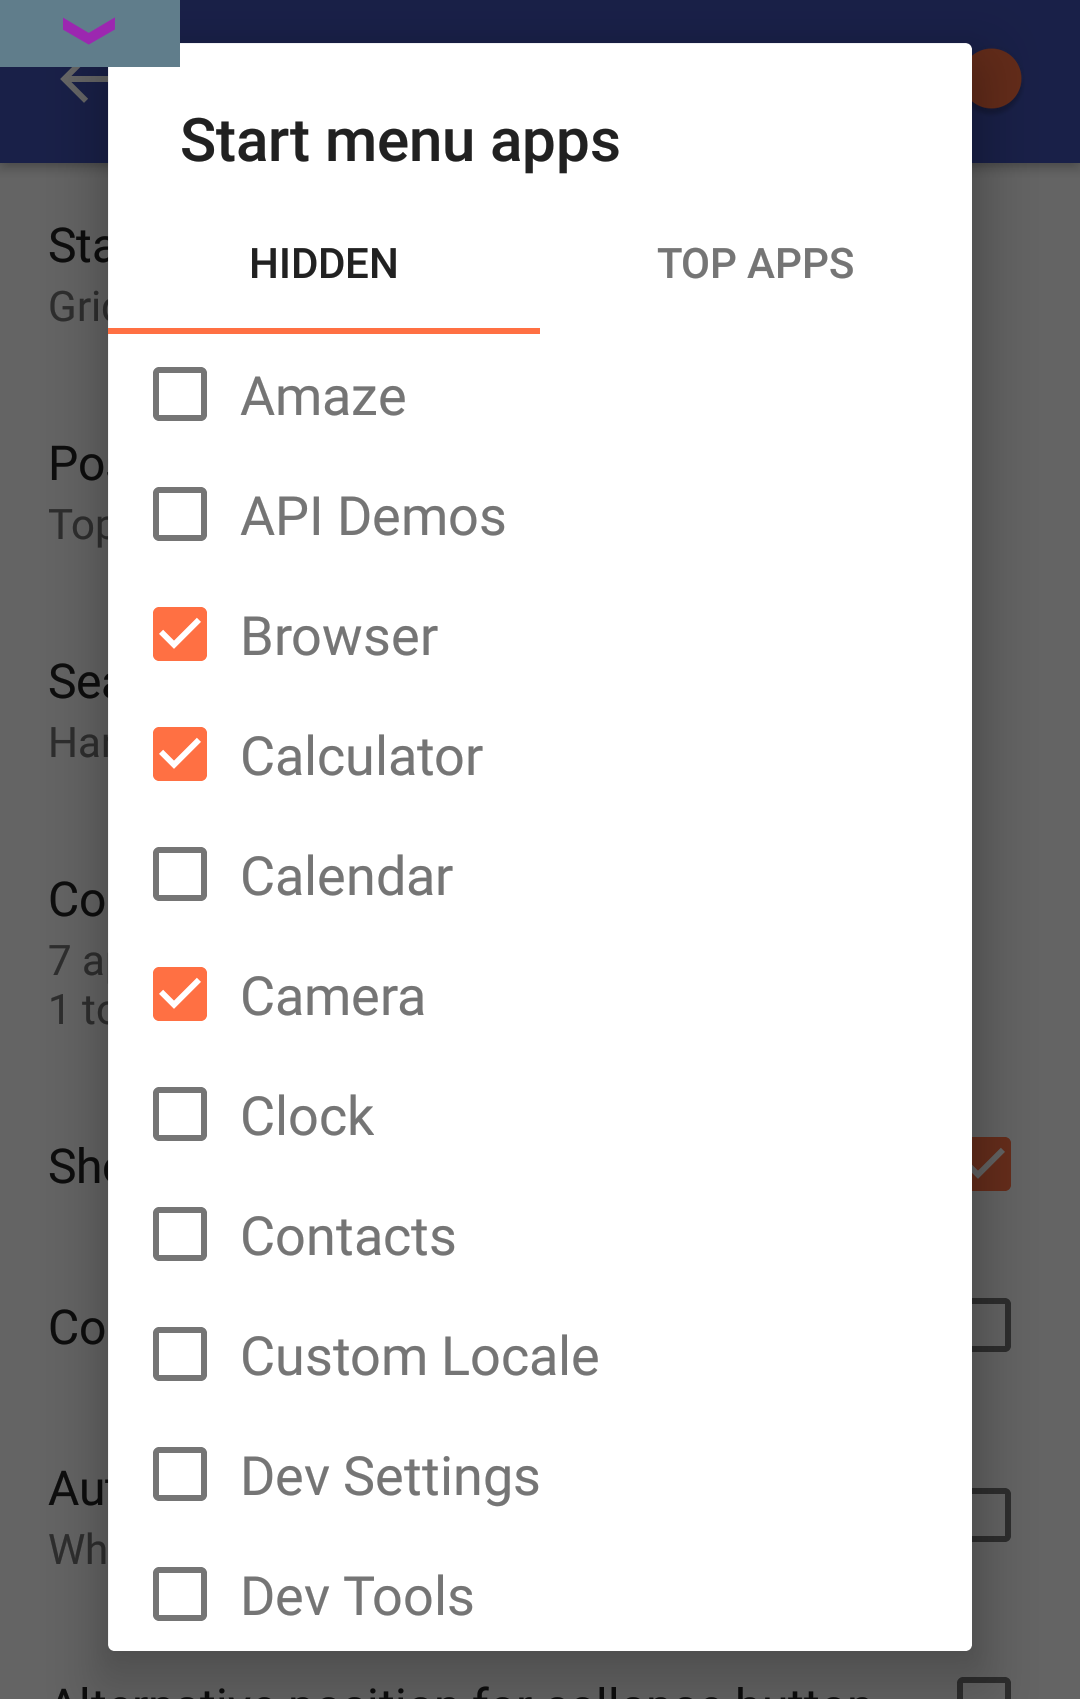 Start menu apps
HIDDEN
TOP APPS
Amaze
API Demos
Browser
Calculator
Calendar
Camera
Clock
Contacts
Custom Locale
Dev Settings
Dev Tools
7 a